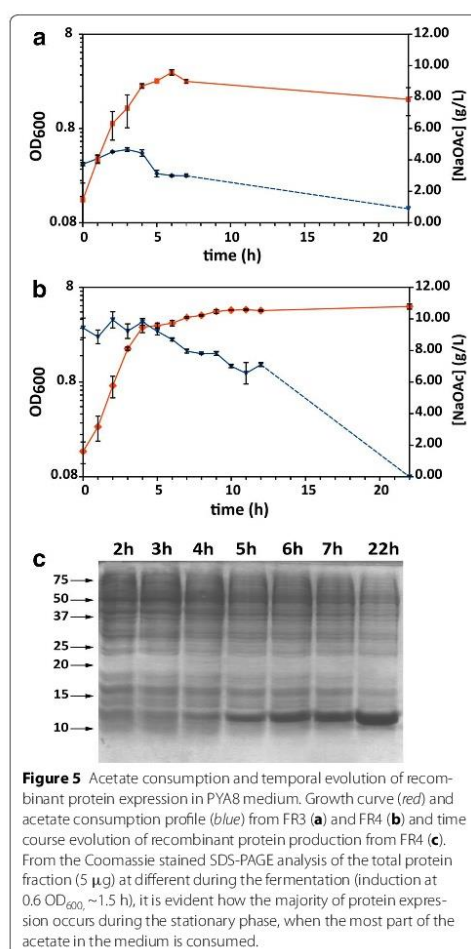 a
8
12.00
10.00
8.00
0.8
6.00
4.00
2.00
0.08
0.00
OD600
[NaOAc] (g/L)
0 5 10 15 20
time (h)
b
8
12.00
10.00
8.00
0.8
6.00
4.00
2.00
0.08
0.00
OD600
[NaOAc] (g/L)
0 5 10 15 20
time (h)
c
2h 3h 4h 5h 6h 7h 22h
75
50
37
25
20
15
10
Figure 5 Acetate consumption and temporal evolution of recom-
binant protein expression in PYA8 medium. Growth curve (red) and
acetate consumption profile (blue) from FR3 (a) and FR4 (b) and time
course evolution of recombinant protein production from FR4 (c).
From the Coomassie stained SDS-PAGE analysis of the total protein
fraction (5 μg) at different during the fermentation (induction at
0.6 OD600, ~1.5 h), it is evident how the majority of protein expres-
sion occurs during the stationary phase, when the most part of the
acetate in the medium is consumed.